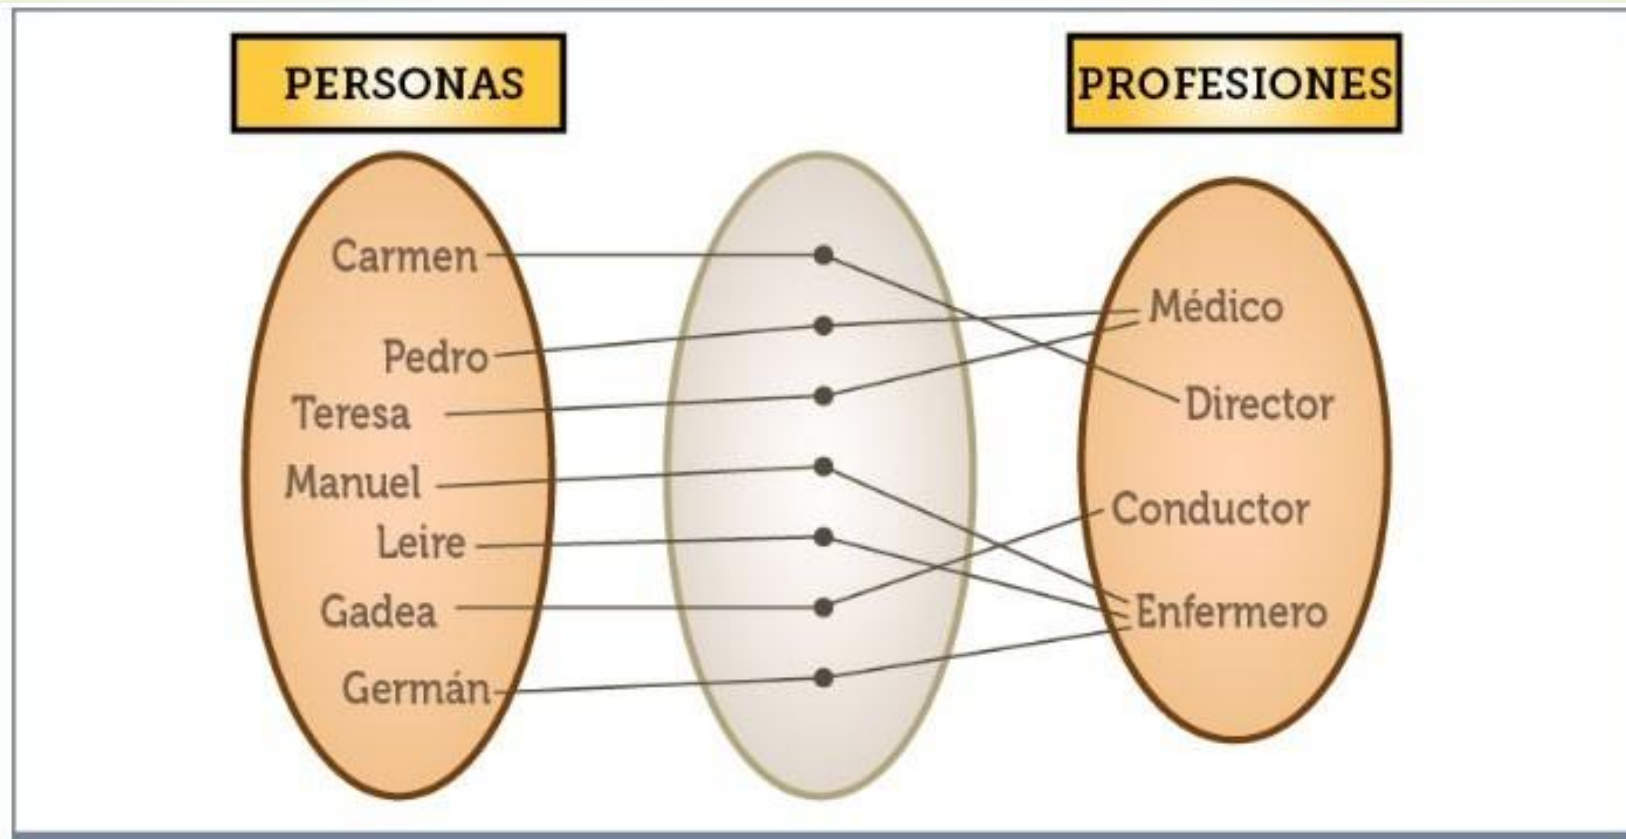 PERSONAS
PROFESIONES
Carmen
Pedro
Teresa
Manuel
Leire
Gadea
Germán
Médico
Director
Conductor
Enfermero